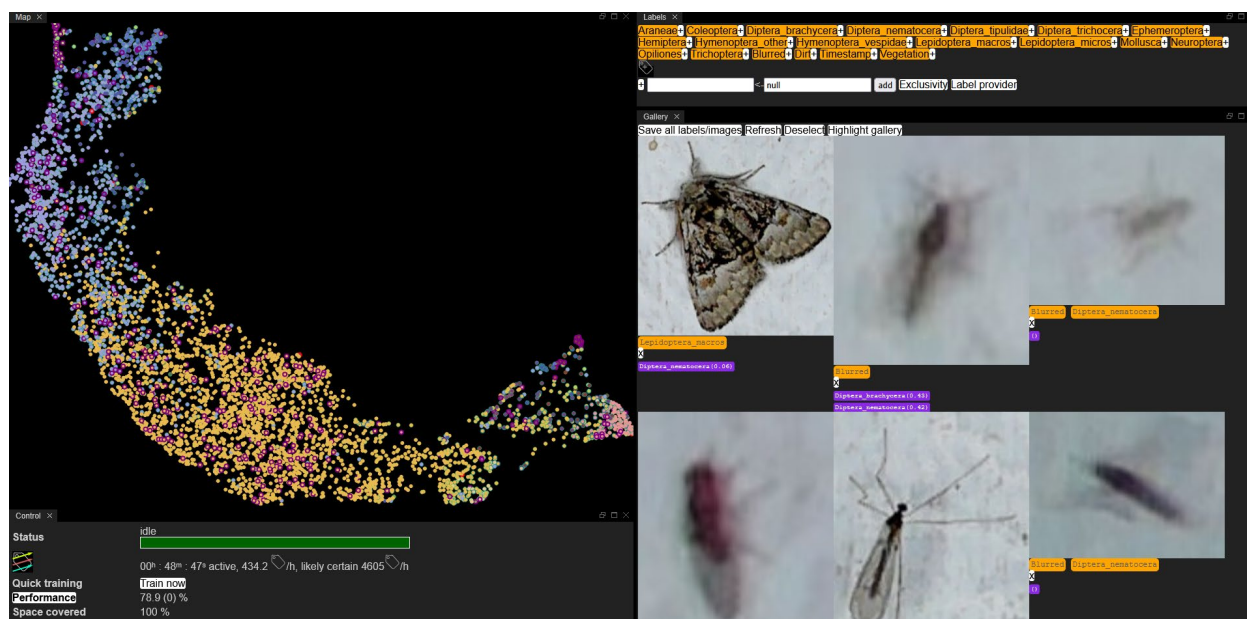 Map ×
Labels ×
Araneae+ Coleoptera+ Diptera_brachycera+ Diptera_nematocera+ Diptera_tipulidae+ Diptera_trichocera+ Ephemeroptera+
Hemiptera+ Hymenoptera_other+ Hymenoptera_vespidae+ Lepidoptera_macros+ Lepidoptera_micros+ Mollusca+ Neuroptera+
Opiliones+ Trichoptera+ Blurred+ Dirt+ Timestamp+ Vegetation+
+ <- null add Exclusivity Label provider
Gallery ×
Save all labels/images Refresh Deselect Highlight gallery
Lepidoptera_macros
X
Diptera_nematocera(0.06)
Blurred
X
Diptera_brachycera(0.43)
Diptera_nematocera(0.42)
Blurred Diptera_nematocera
X
()
Blurred Diptera_nematocera
X
()
Control ×
Status idle
00h : 48m : 47s active, 434.2 /h, likely certain 4605 /h
Quick training Train now
Performance 78.9 (0) %
Space covered 100 %